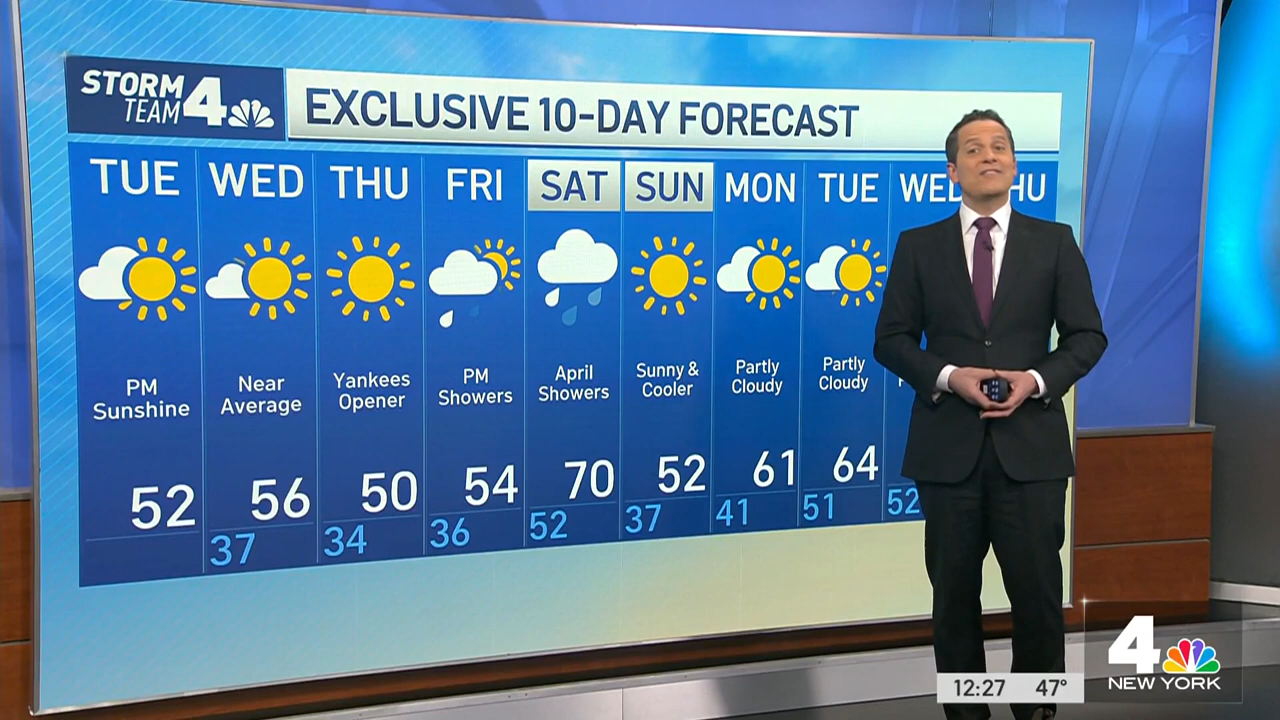 STORM
TEAM 4
EXCLUSIVE 10-DAY FORECAST
TUE WED THU FRI SAT SUN MON TUE
PM
Sunshine
Near
Average
Yankees
Opener
PM
Showers
April
Showers
Sunny &
Cooler
Partly
Cloudy
Partly
Cloudy
52 56 50 54 70 52 61 64
37 34 36 52 37 41 51 52
4
NEW YORK
12:27 47°